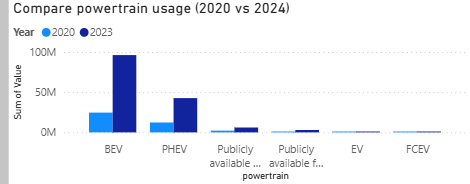 Compare powertrain usage (2020 vs 2024)
Year 2020 2023
100M
50M
0M
Sum of Value
BEV PHEV Publicly available ... Publicly available f... EV FCEV
powertrain